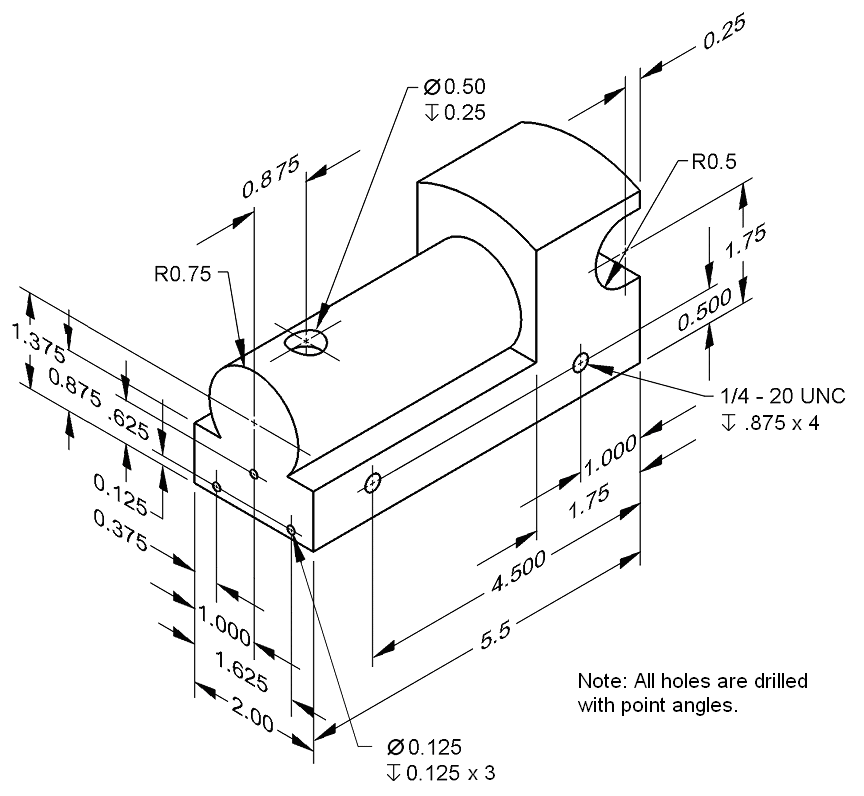 0.25
Ø0.50
↧0.25
0.875
R0.5
1.75
R0.75
0.500
1.375
0.875
.625
1/4 - 20 UNC
↧ .875 x 4
1.000
0.125
1.75
0.375
4.500
1.000
5.5
1.625
2.00
Note: All holes are drilled
with point angles.
Ø0.125
↧0.125 x 3